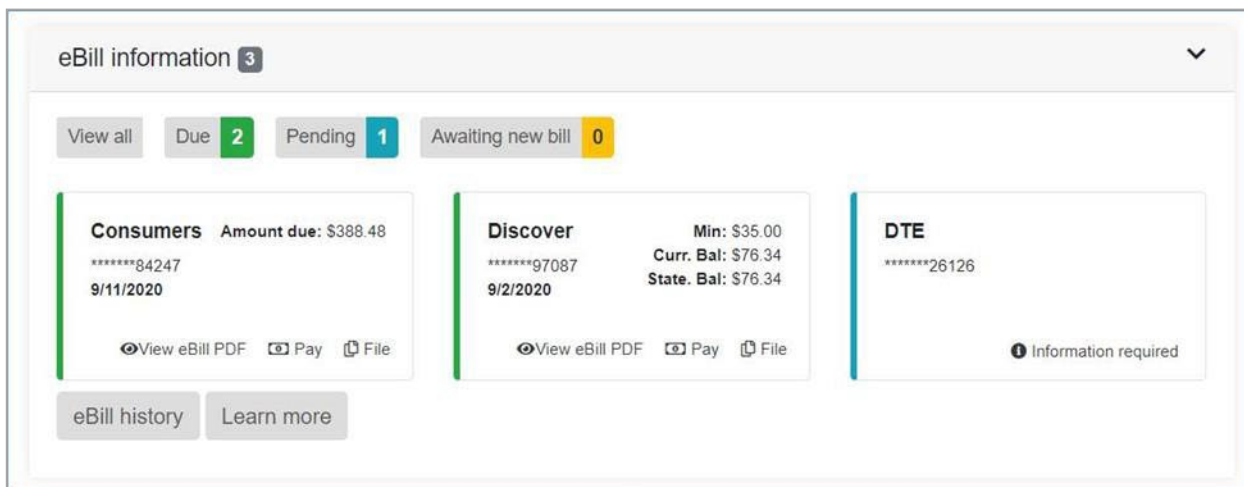 eBill information 3
View all Due 2 Pending 1 Awaiting new bill 0
Consumers Amount due: $388.48
*******84247
9/11/2020
View eBill PDF Pay File
Discover Min: $35.00
*******97087 Curr. Bal: $76.34
9/2/2020 State. Bal: $76.34
View eBill PDF Pay File
DTE
*******26126
Information required
eBill history Learn more